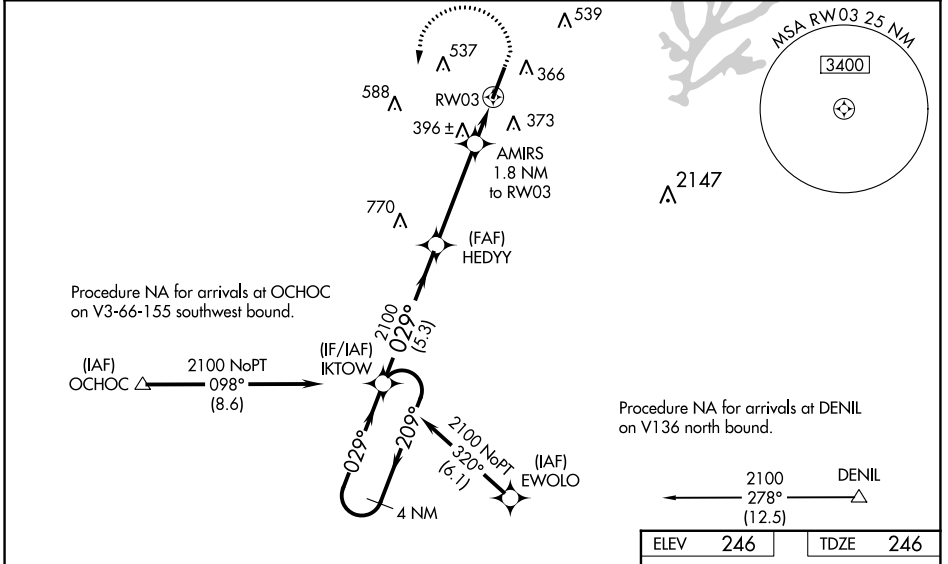 539
537
366
588
RW03
396 ±
373
AMIRS
1.8 NM
to RW03
MSA RW03 25 NM
3400
2147
770
(FAF)
HEDYY
Procedure NA for arrivals at OCHOC
on V3-66-155 southwest bound.
2100
029°
(5.3)
(IF/IAF)
IKTOW
(IAF)
OCHOC
2100 NoPT
098°
(8.6)
029°
209°
4 NM
2100 NoPT
320°
(6.1)
(IAF)
EWOLO
Procedure NA for arrivals at DENIL
on V136 north bound.
2100
278°
(12.5)
DENIL
ELEV 246
TDZE 246